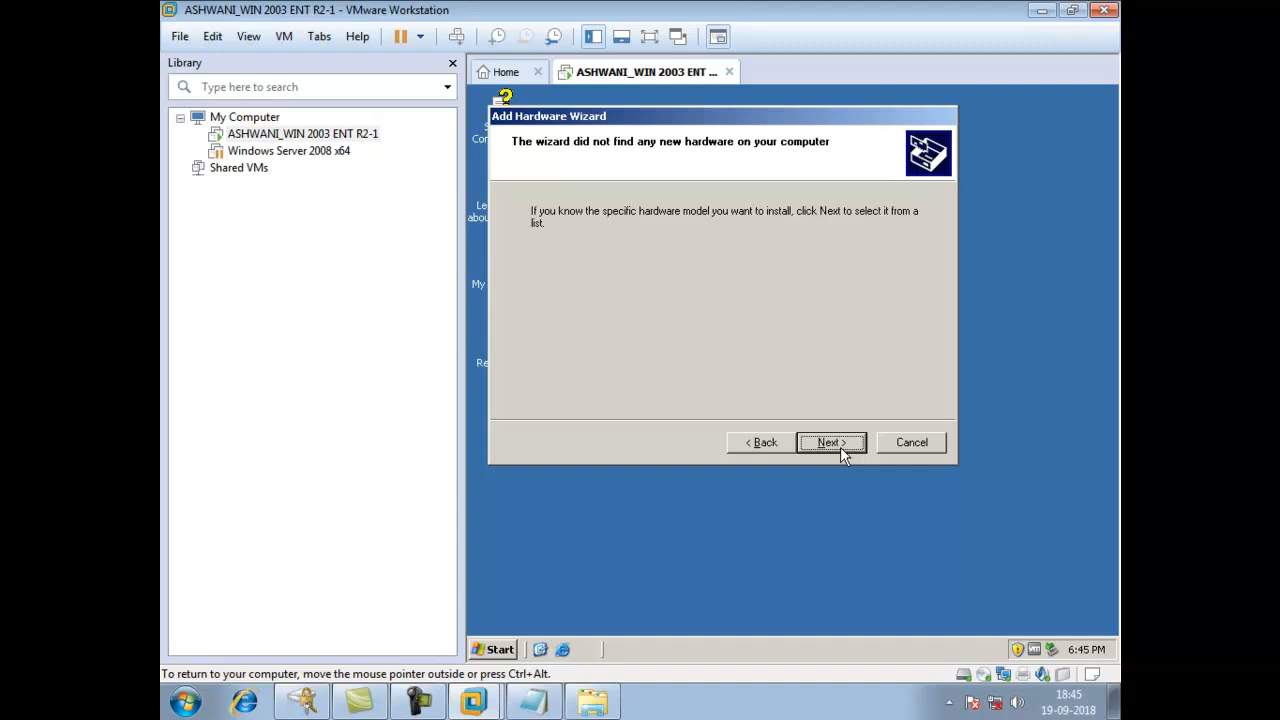 ASHWANI_WIN 2003 ENT R2-1 - VMware Workstation
File Edit View VM Tabs Help
Library
Type here to search
My Computer
ASHWANI_WIN 2003 ENT R2-1
Windows Server 2008 x64
Shared VMs
Home
ASHWANI_WIN 2003 ENT ...
Add Hardware Wizard
The wizard did not find any new hardware on your computer
If you know the specific hardware model you want to install, click Next to select it from a
list.
< Back
Next >
Cancel
Le
abou
My
Re
Start
6:45 PM
To return to your computer, move the mouse pointer outside or press Ctrl+Alt.
18:45
19-09-2018